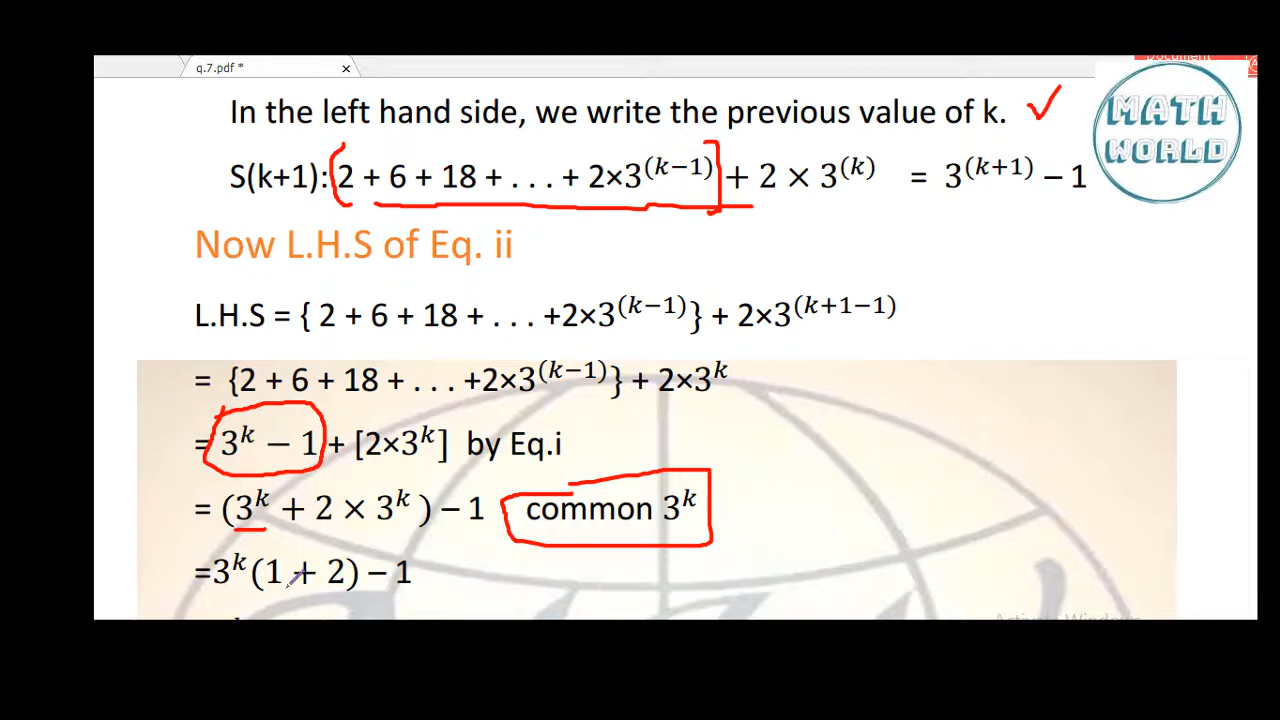 q.7.pdf *
In the left hand side, we write the previous value of k.
MATH
WORLD
S(k+1): 2 + 6 + 18 + . . . + 2×3^(k−1) + 2 × 3^(k) = 3^(k+1) − 1
Now L.H.S of Eq. ii
L.H.S = { 2 + 6 + 18 + . . . +2×3^(k−1)} + 2×3^(k+1−1)
= {2 + 6 + 18 + . . . +2×3^(k−1)} + 2×3^k
= 3^k − 1 + [2×3^k] by Eq.i
= (3^k + 2 × 3^k ) − 1 common 3^k
=3^k(1 + 2) − 1